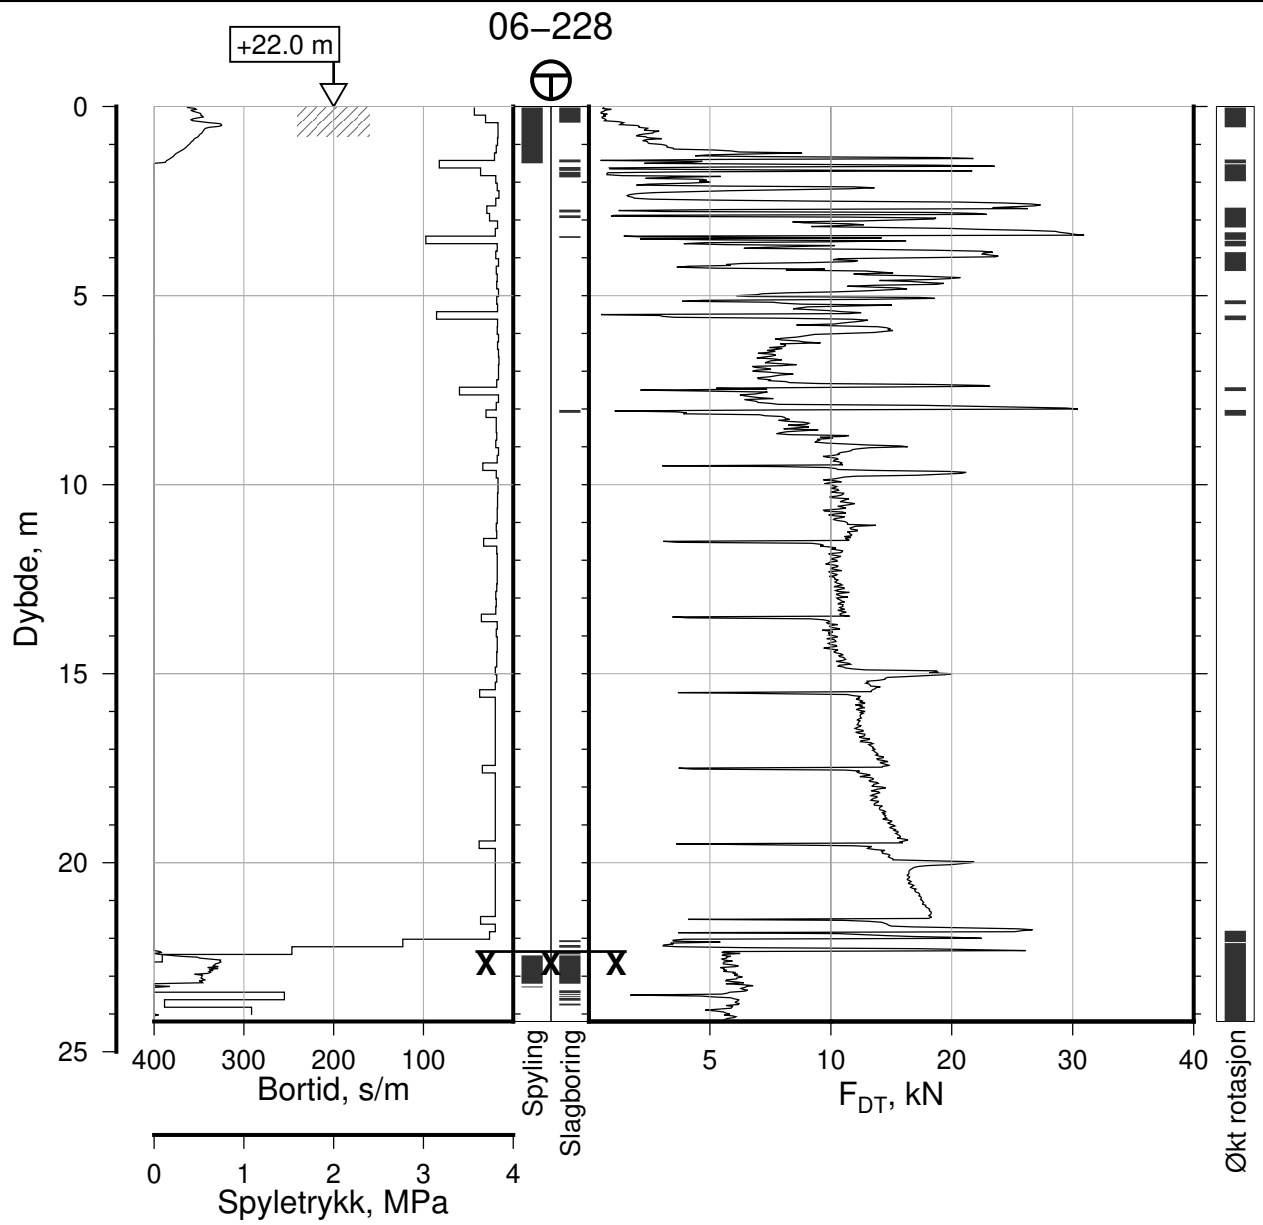 06–228
+22.0 m
0
5
10
15
20
25
Dybde, m
400 300 200 100
Bortid, s/m
0 1 2 3 4
Spyletrykk, MPa
Spyling
Slagboring
X X X
5 10 20 30 40
FDT, kN
Økt rotasjon